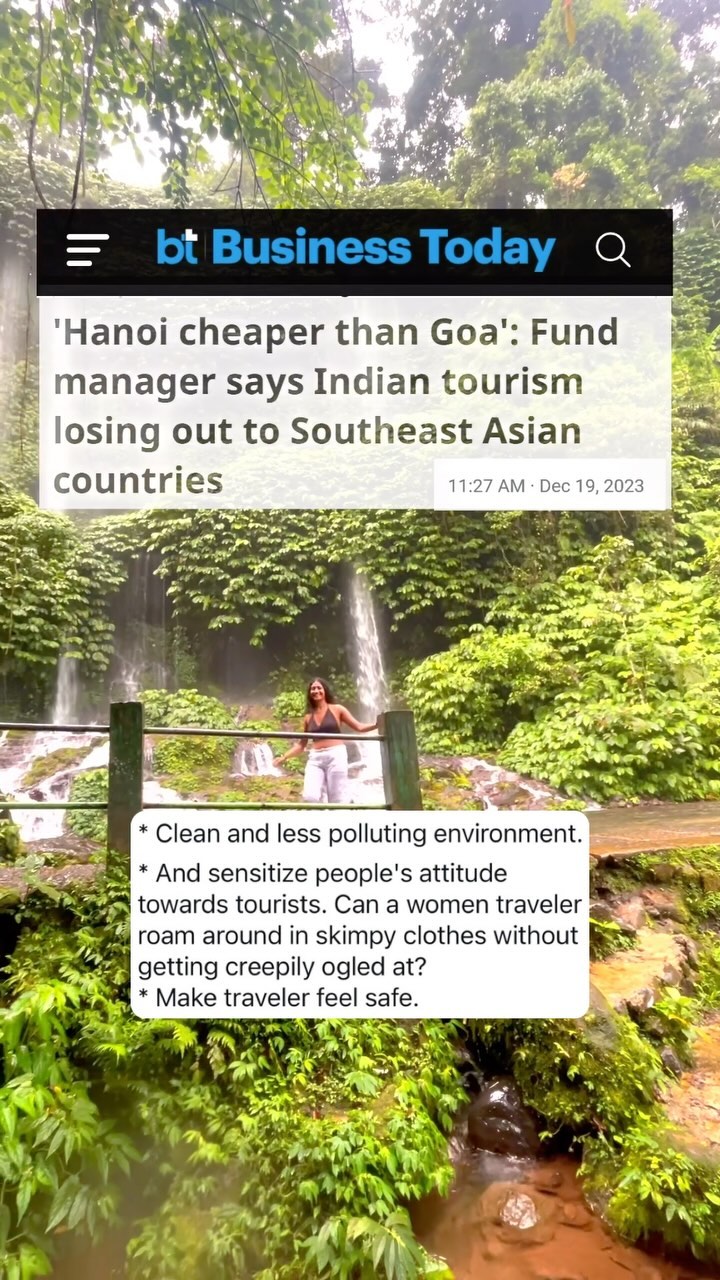 bt Business Today
'Hanoi cheaper than Goa': Fund
manager says Indian tourism
losing out to Southeast Asian
countries
11:27 AM · Dec 19, 2023
* Clean and less polluting environment.
* And sensitize people's attitude
towards tourists. Can a women traveler
roam around in skimpy clothes without
getting creepily ogled at?
* Make traveler feel safe.